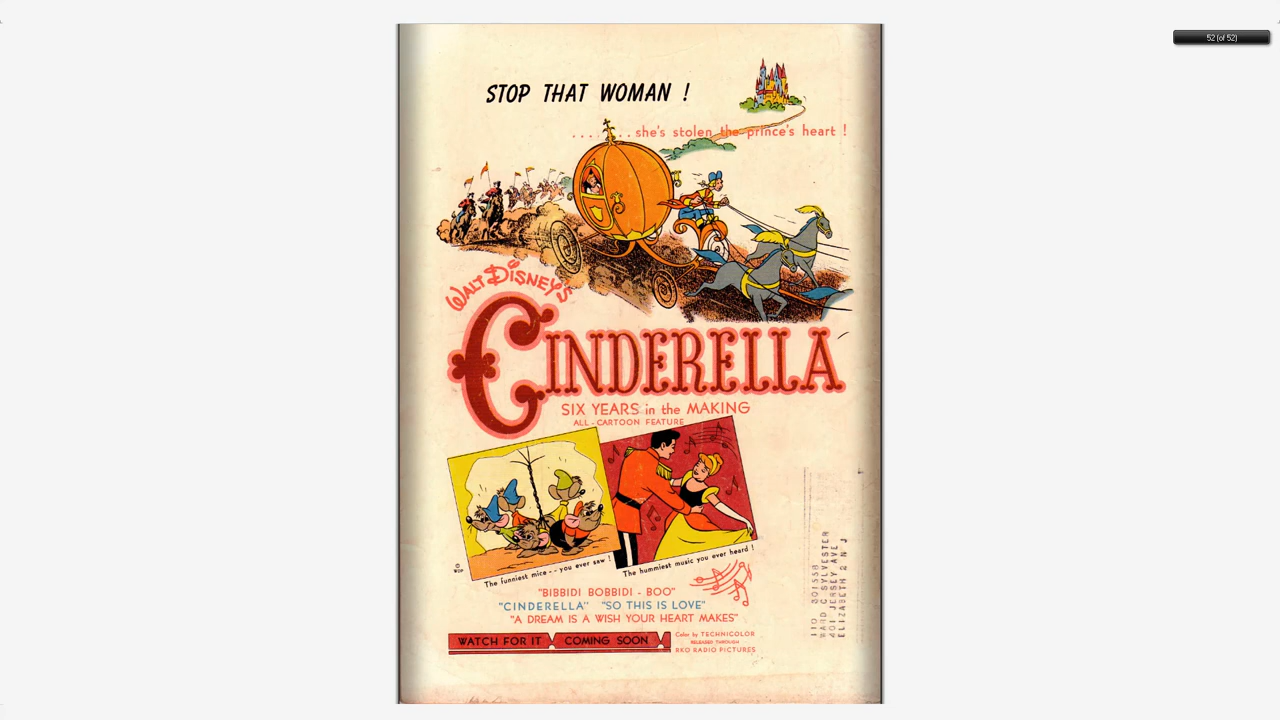 52 (of 52)
STOP THAT WOMAN !
. . . . . . . she's stolen the prince's heart !
WALT DISNEY'S
CINDERELLA
SIX YEARS in the MAKING
ALL - CARTOON FEATURE
The funniest mice - - you ever saw !
The hummiest music you ever heard !
© WDP
"BIBBIDI BOBBIDI - BOO"
"CINDERELLA" "SO THIS IS LOVE"
"A DREAM IS A WISH YOUR HEART MAKES"
WATCH FOR IT COMING SOON
Color by TECHNICOLOR
RELEASED THROUGH
RKO RADIO PICTURES
WARD C SYLVESTER
401 JERSEY AVE
ELIZABETH 2 N J